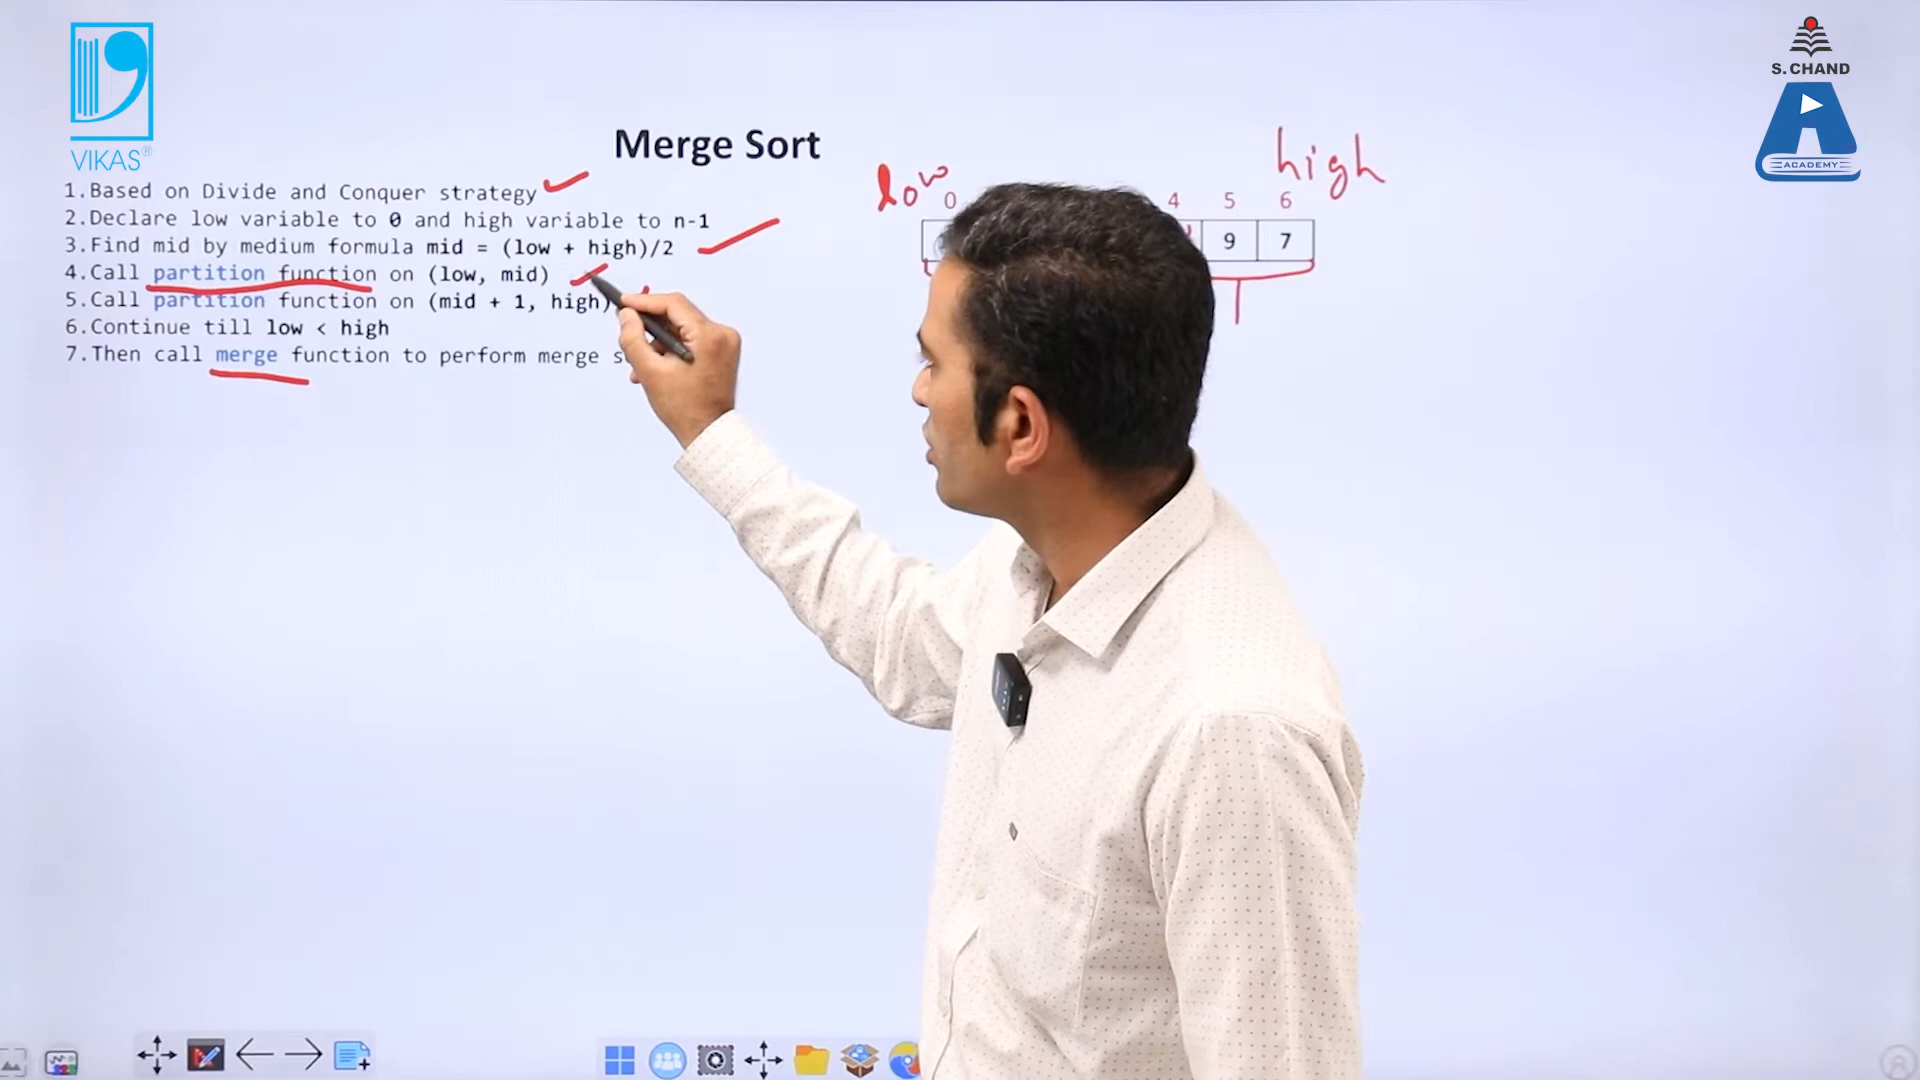 VIKAS®
S. CHAND
ACADEMY
Merge Sort
1.Based on Divide and Conquer strategy
2.Declare low variable to 0 and high variable to n-1
3.Find mid by medium formula mid = (low + high)/2
4.Call partition function on (low, mid)
5.Call partition function on (mid + 1, high)
6.Continue till low < high
7.Then call merge function to perform merge
low
high
0 4 5 6
9 7